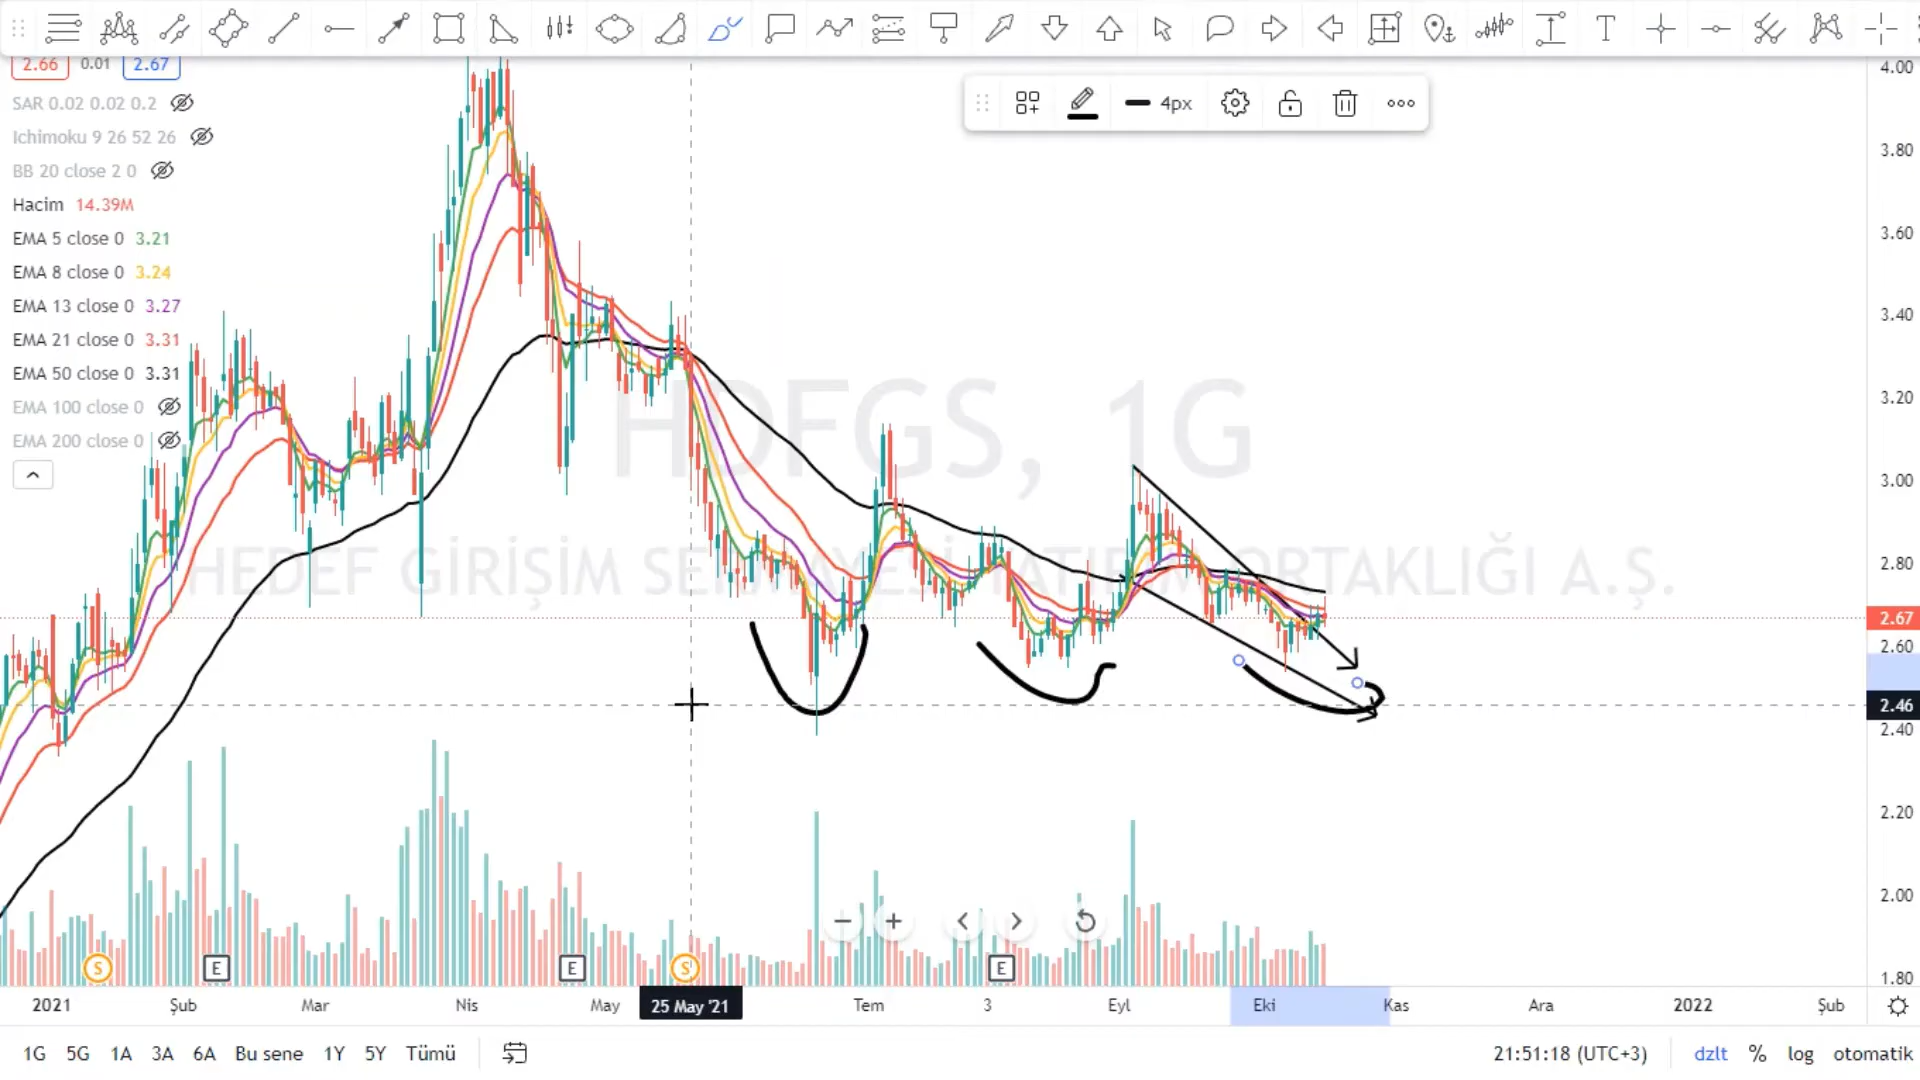 4px
4.00
2.66 0.01 2.67
SAR 0.02 0.02 0.2
Ichimoku 9 26 52 26
3.80
BB 20 close 2 0
Hacim 14.39M
EMA 5 close 0 3.21
3.60
EMA 8 close 0 3.24
EMA 13 close 0 3.27
3.40
EMA 21 close 0 3.31
EMA 50 close 0 3.31
3.20
EMA 100 close 0
EMA 200 close 0
HDFGS, 1G
3.00
HEDEF GİRİŞİM SERMAYESİ YATIRIM ORTAKLIĞI A.Ş.
2.80
2.67
2.60
2.46
2.40
2.20
2.00
S E E S E
1.80
2021 Şub Mar Nis May 25 May '21 Tem 3 Eyl Eki Kas Ara 2022 Şub
1G 5G 1A 3A 6A Bu sene 1Y 5Y Tümü 21:51:18 (UTC+3) dzlt % log otomatik